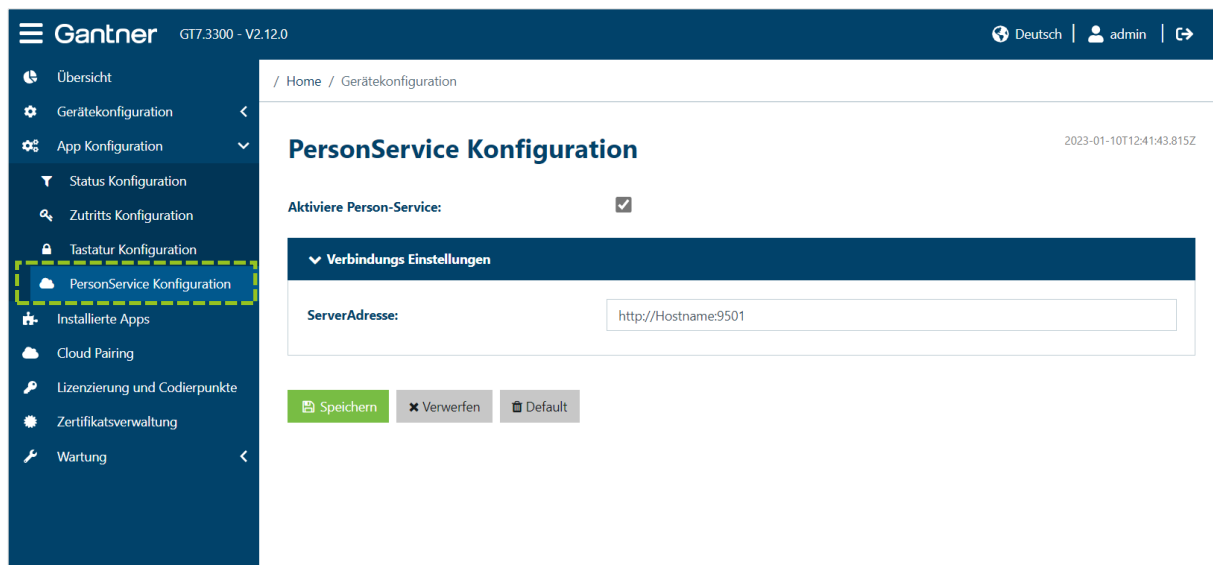 Gantner GT7.3300 - V2.12.0 Deutsch admin
Übersicht
Gerätekonfiguration
App Konfiguration
Status Konfiguration
Zutritts Konfiguration
Tastatur Konfiguration
PersonService Konfiguration
Installierte Apps
Cloud Pairing
Lizenzierung und Codierpunkte
Zertifikatsverwaltung
Wartung
/ Home / Gerätekonfiguration
PersonService Konfiguration
2023-01-10T12:41:43.815Z
Aktiviere Person-Service:
Verbindungs Einstellungen
ServerAdresse: http://Hostname:9501
Speichern Verwerfen Default